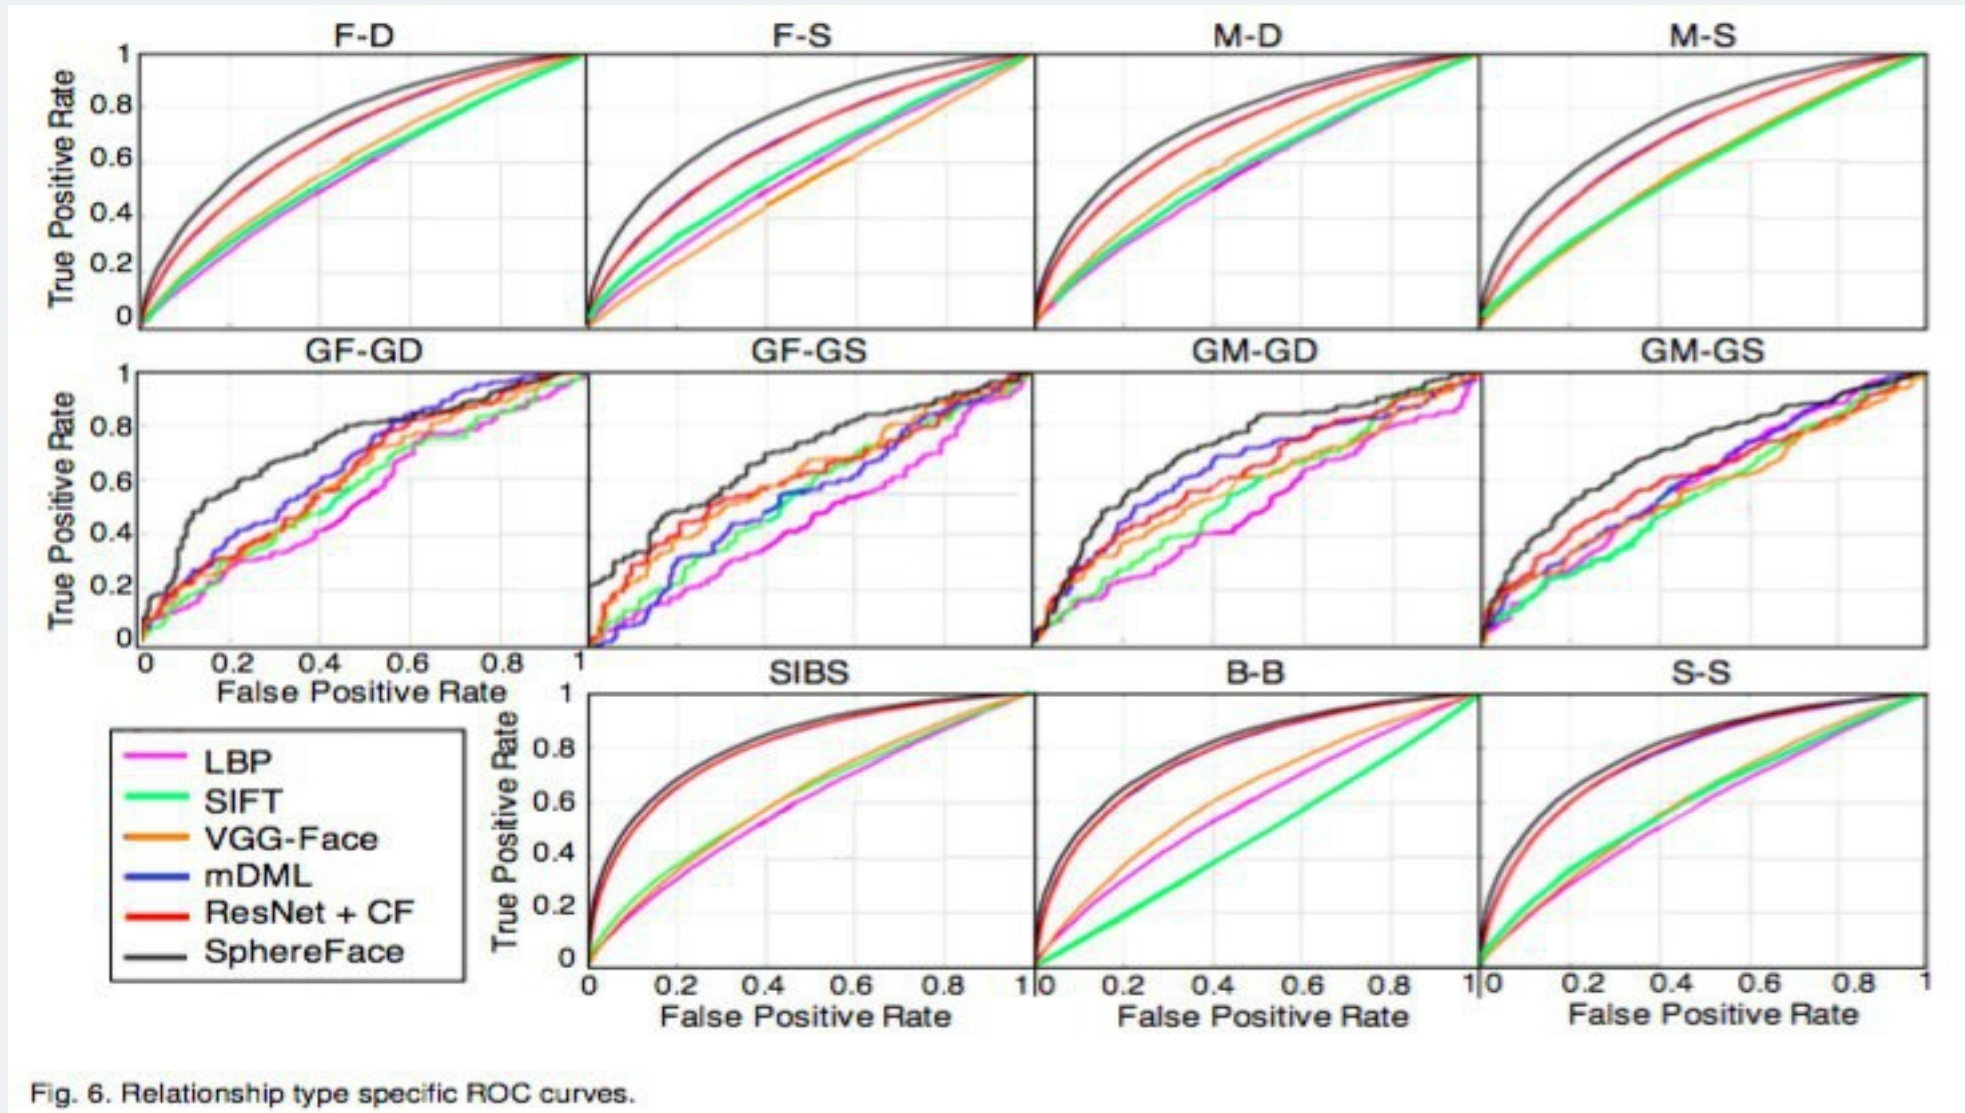 F-D F-S M-D M-S
True Positive Rate
1
0.8
0.6
0.4
0.2
0
GF-GD GF-GS GM-GD GM-GS
True Positive Rate
1
0.8
0.6
0.4
0.2
0
0 0.2 0.4 0.6 0.8 1
False Positive Rate
SIBS B-B S-S
True Positive Rate
1
0.8
0.6
0.4
0.2
0
0 0.2 0.4 0.6 0.8 1 0 0.2 0.4 0.6 0.8 1 0 0.2 0.4 0.6 0.8 1
False Positive Rate False Positive Rate False Positive Rate
LBP
SIFT
VGG-Face
mDML
ResNet + CF
SphereFace
Fig. 6. Relationship type specific ROC curves.